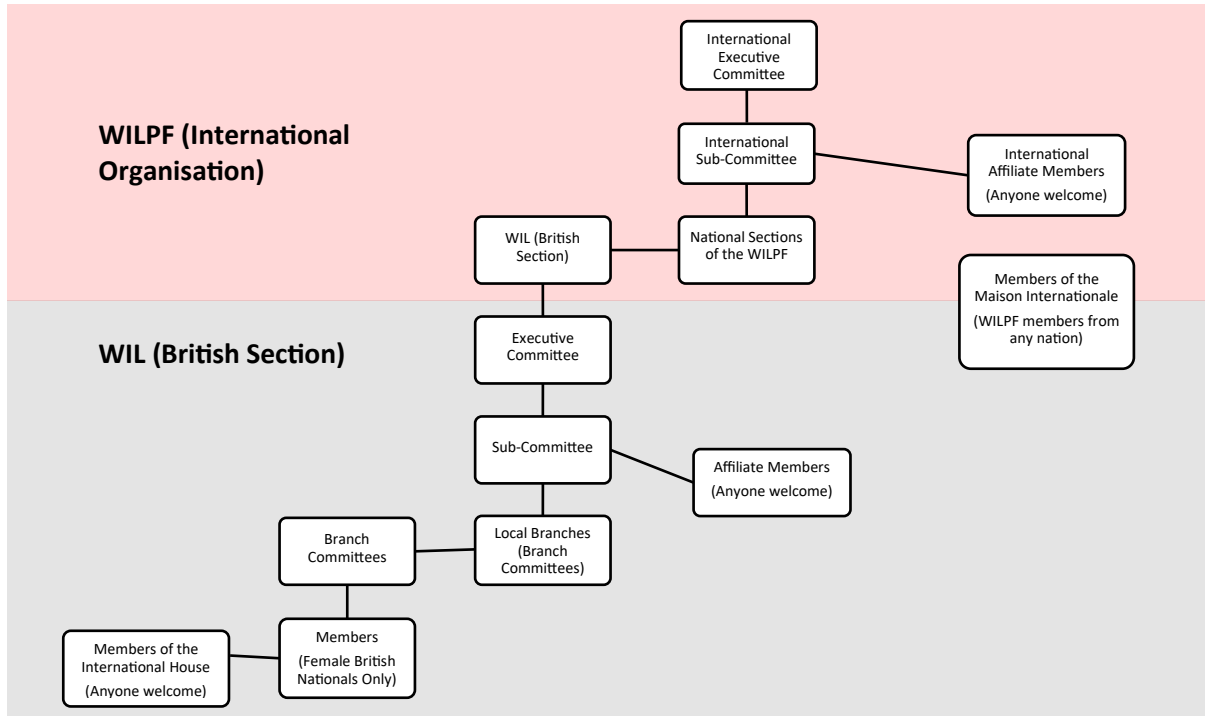 International
Executive
Committee
WILPF (International
Organisation)
International
Sub-Committee
International
Affiliate Members
(Anyone welcome)
WIL (British
Section)
National Sections
of the WILPF
Members of the
Maison Internationale
(WILPF members from
any nation)
WIL (British Section)
Executive
Committee
Sub-Committee
Affiliate Members
(Anyone welcome)
Branch
Committees
Local Branches
(Branch
Committees)
Members of the
International House
(Anyone welcome)
Members
(Female British
Nationals Only)